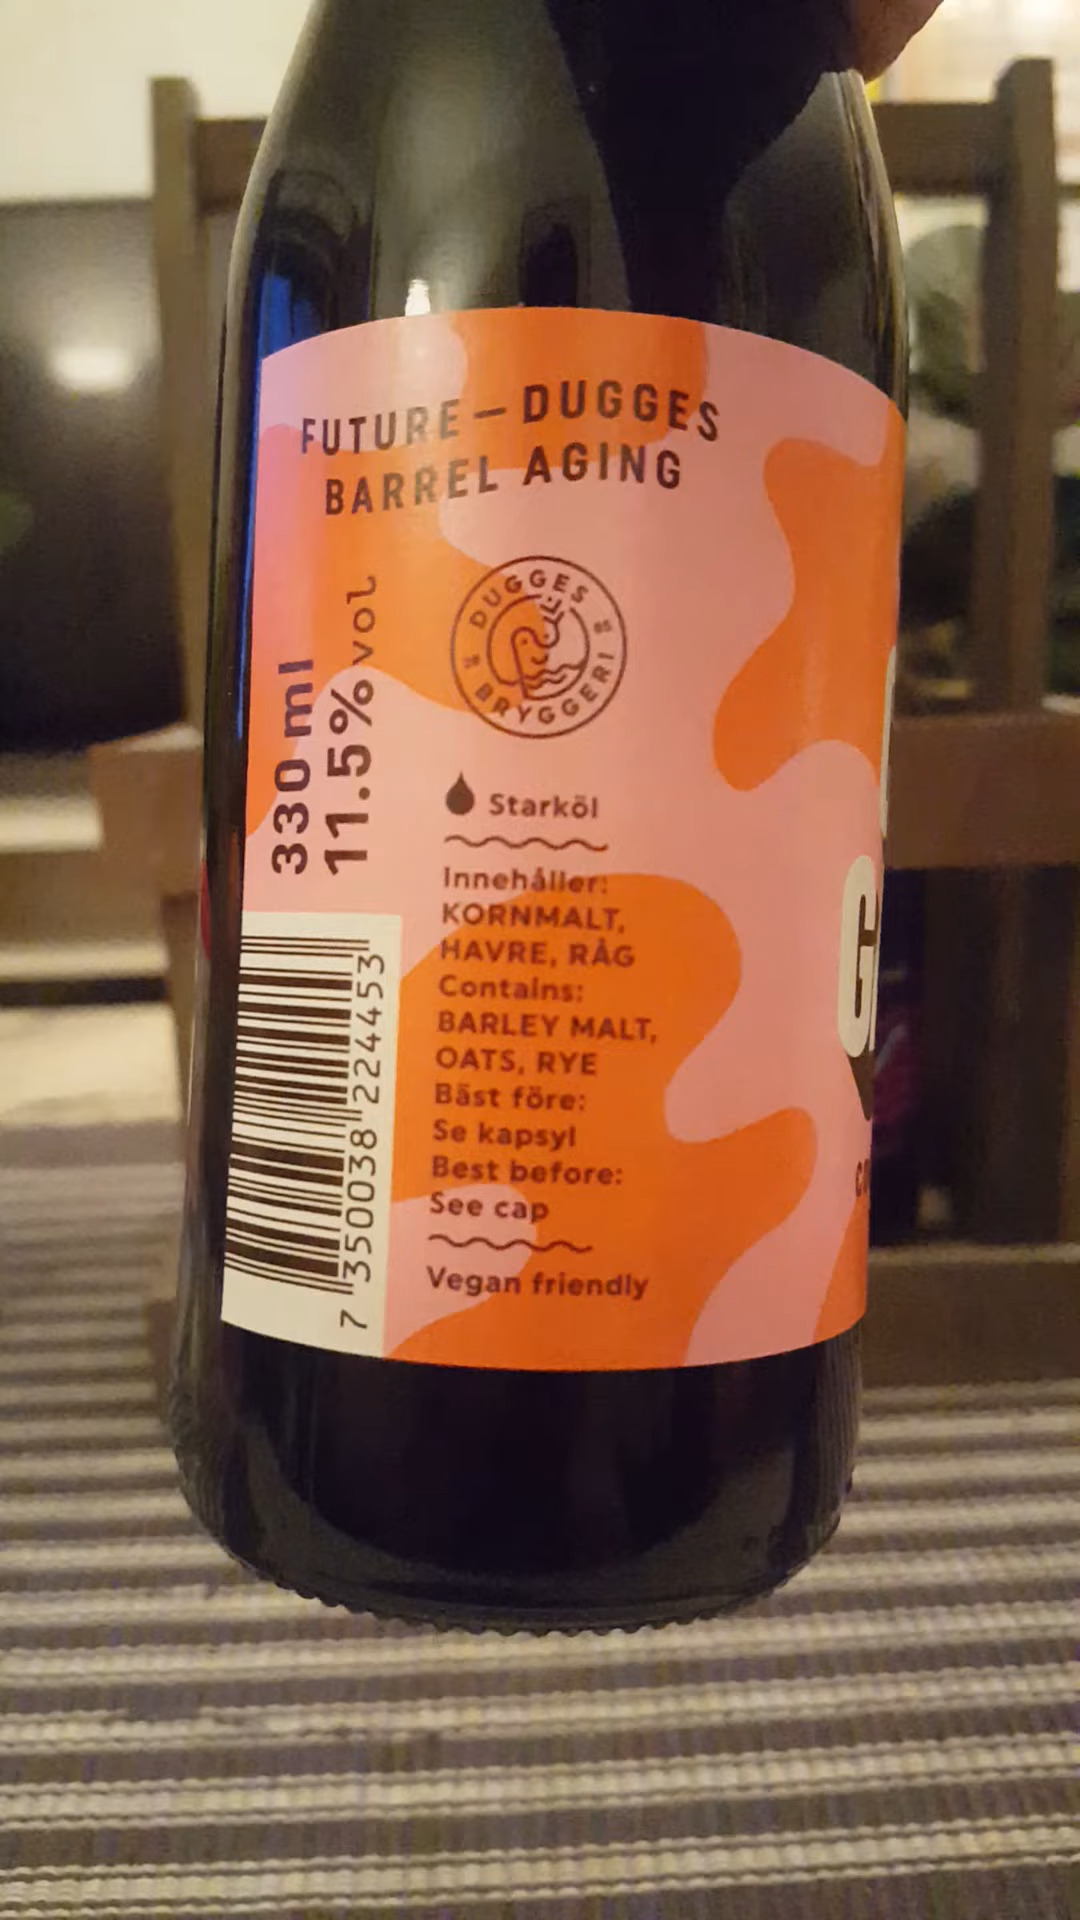 FUTURE—DUGGES
BARREL AGING
DUGGES
BRYGGERI
330 ml
11.5% vol
Starköl
Innehåller:
KORNMALT,
HAVRE, RÅG
Contains:
BARLEY MALT,
OATS, RYE
Bäst före:
Se kapsyl
Best before:
See cap
Vegan friendly
7 350038 224453